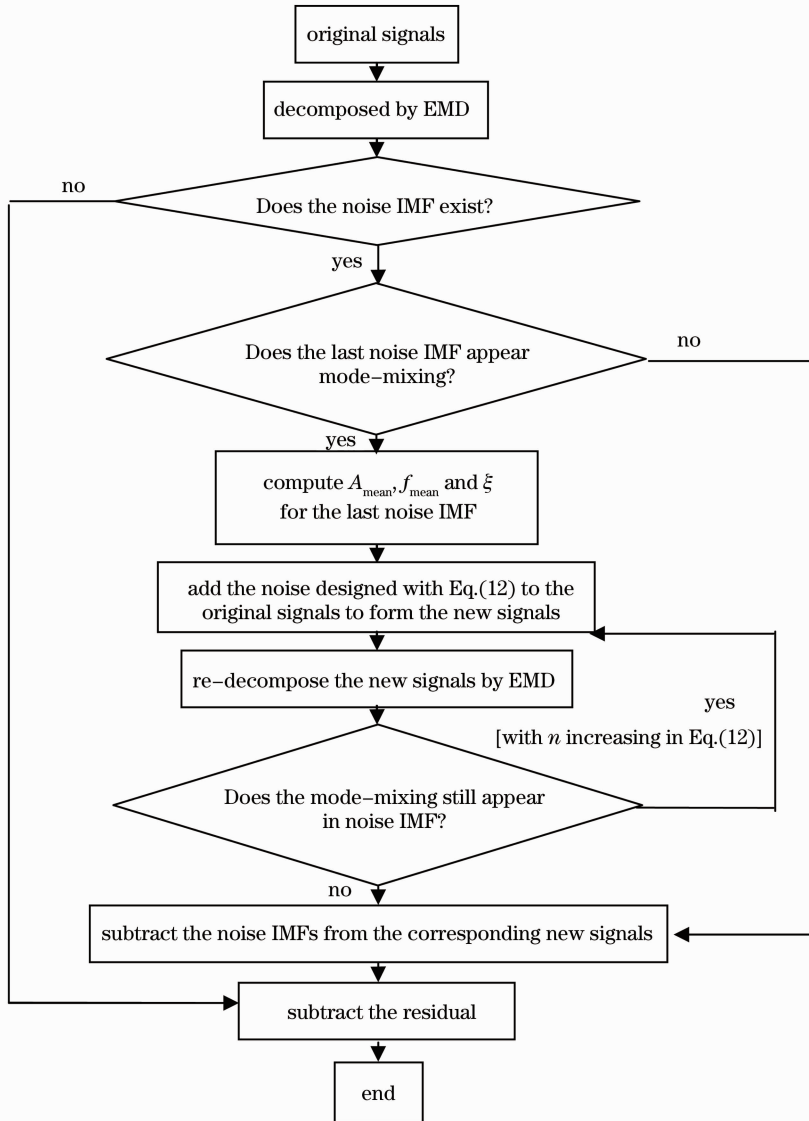 original signals
decomposed by EMD
no
Does the noise IMF exist?
yes
Does the last noise IMF appear
mode–mixing?
no
yes
compute Amean, fmean and ξ
for the last noise IMF
add the noise designed with Eq.(12) to the
original signals to form the new signals
re–decompose the new signals by EMD
yes
[with n increasing in Eq.(12)]
Does the mode–mixing still appear
in noise IMF?
no
subtract the noise IMFs from the corresponding new signals
subtract the residual
end